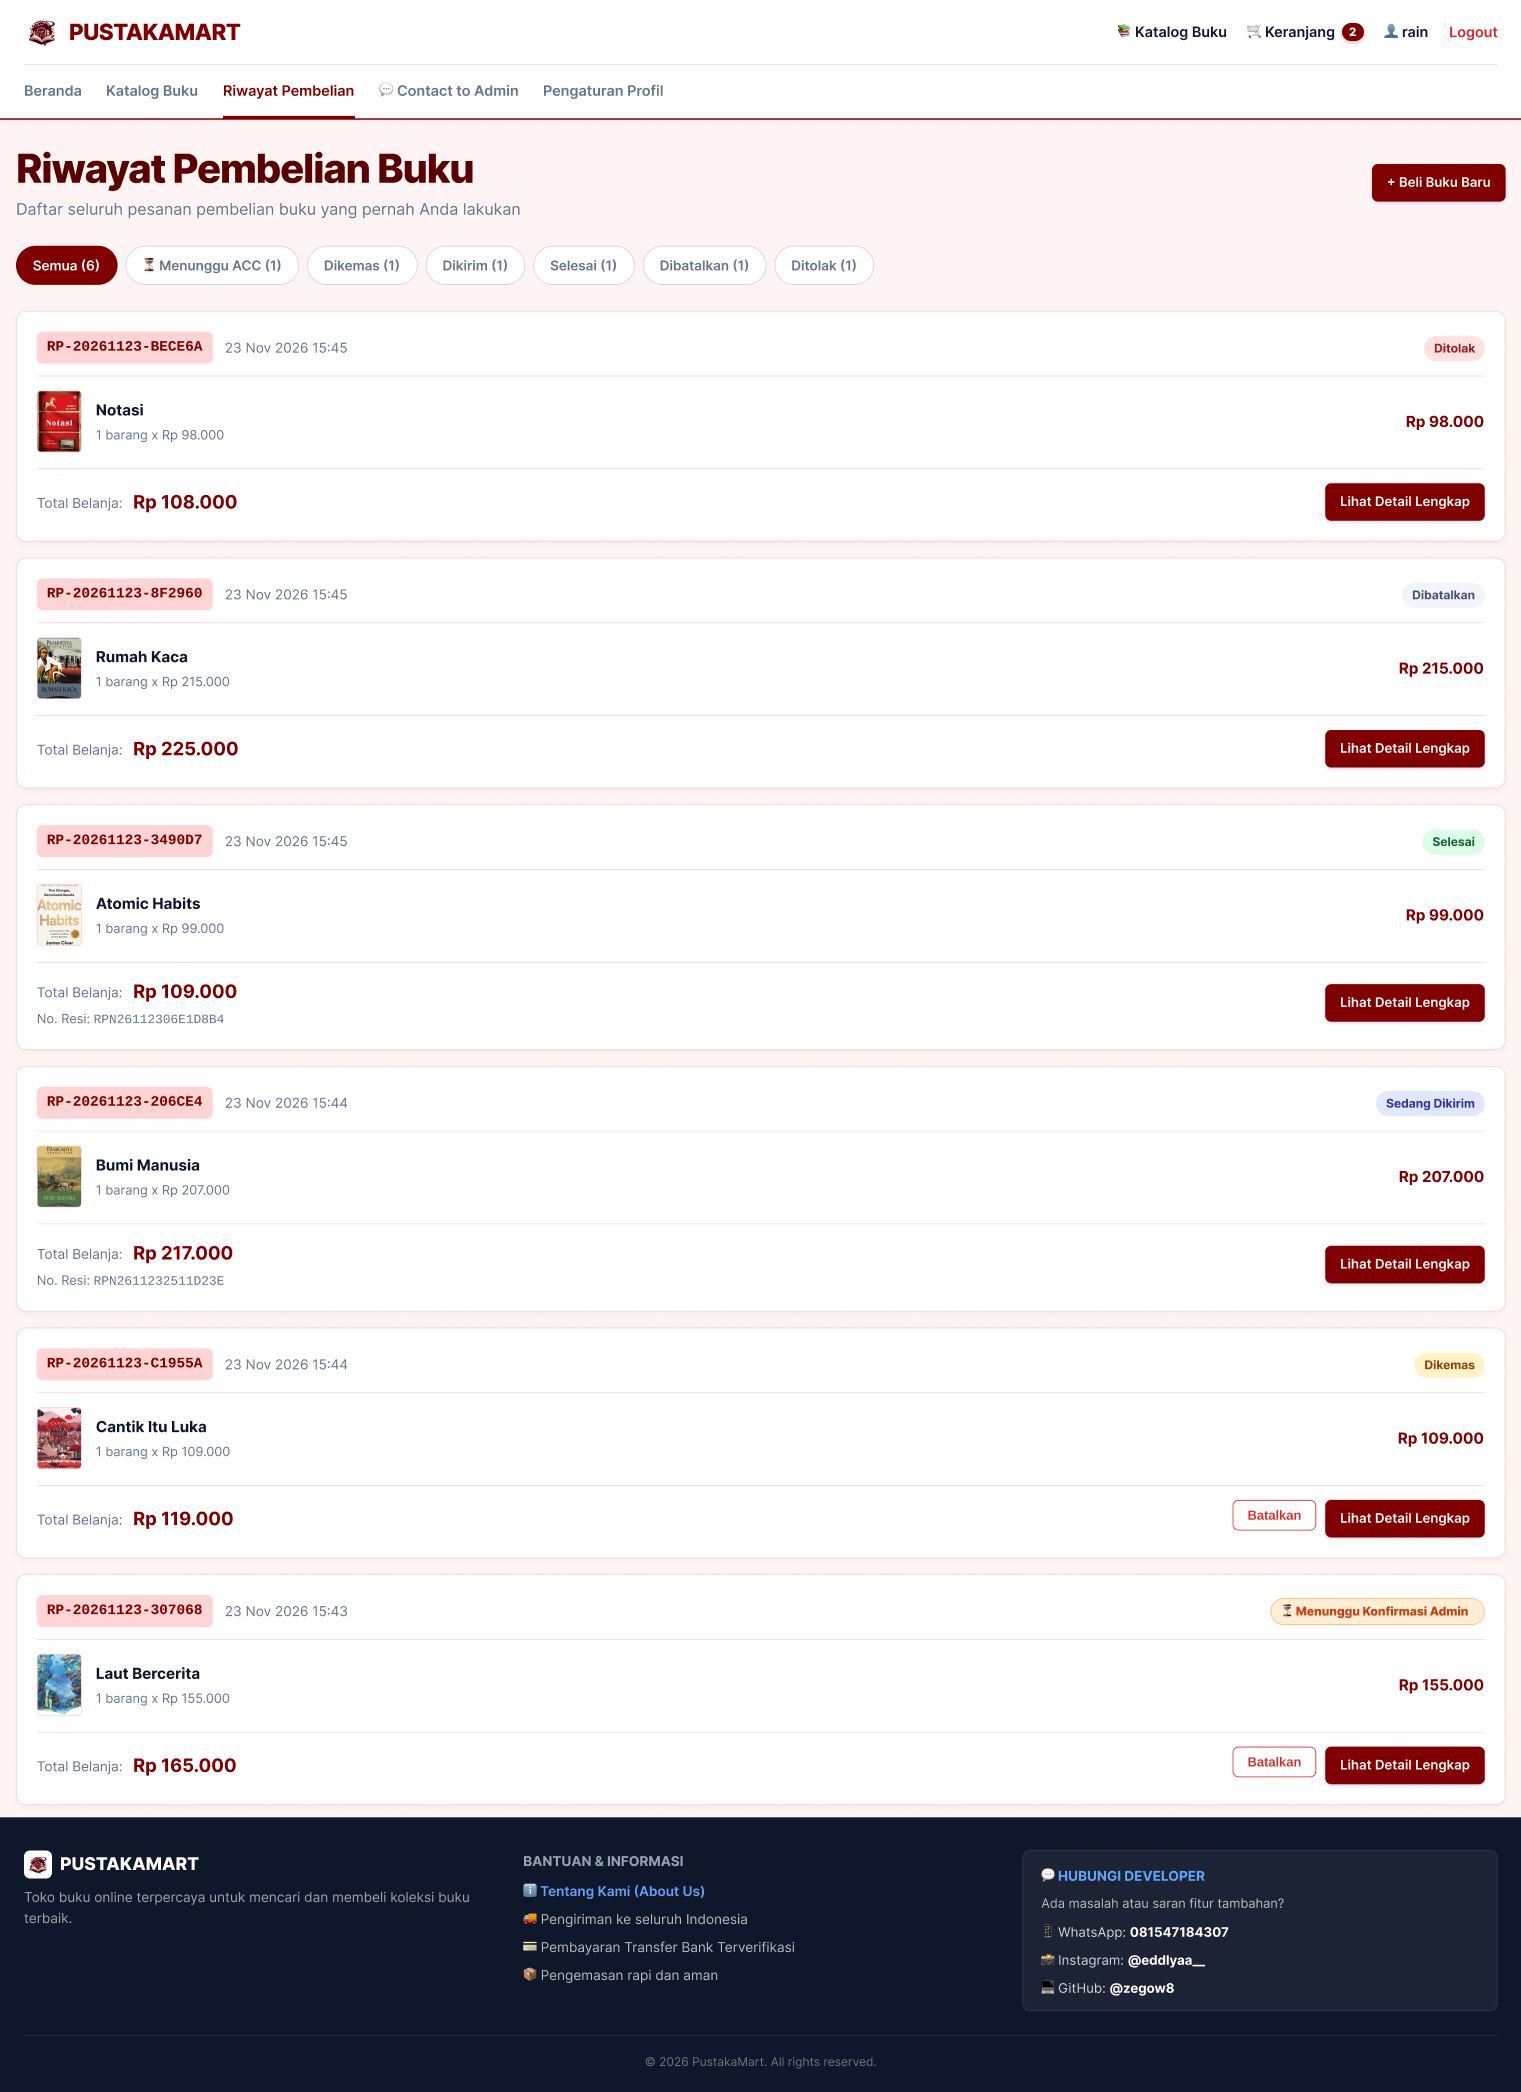 PUSTAKAMART
Katalog Buku
Keranjang 2
rain
Logout
Beranda
Katalog Buku
Riwayat Pembelian
Contact to Admin
Pengaturan Profil
Riwayat Pembelian Buku
Daftar seluruh pesanan pembelian buku yang pernah Anda lakukan
+ Beli Buku Baru
Semua (6)
Menunggu ACC (1)
Dikemas (1)
Dikirim (1)
Selesai (1)
Dibatalkan (1)
Ditolak (1)
RP-20261123-BECE6A
23 Nov 2026 15:45
Ditolak
Notasi
Notasi
1 barang x Rp 98.000
Rp 98.000
Total Belanja: Rp 108.000
Lihat Detail Lengkap
RP-20261123-8F2960
23 Nov 2026 15:45
Dibatalkan
RUMAH KACA
Rumah Kaca
1 barang x Rp 215.000
Rp 215.000
Total Belanja: Rp 225.000
Lihat Detail Lengkap
RP-20261123-3490D7
23 Nov 2026 15:45
Selesai
Atomic
Habits
James Clear
Atomic Habits
1 barang x Rp 99.000
Rp 99.000
Total Belanja: Rp 109.000
No. Resi: RPN26112306E1D8B4
Lihat Detail Lengkap
RP-20261123-206CE4
23 Nov 2026 15:44
Sedang Dikirim
BUMI MANUSIA
Bumi Manusia
1 barang x Rp 207.000
Rp 207.000
Total Belanja: Rp 217.000
No. Resi: RPN2611232511D23E
Lihat Detail Lengkap
RP-20261123-C1955A
23 Nov 2026 15:44
Dikemas
Cantik Itu Luka
1 barang x Rp 109.000
Rp 109.000
Total Belanja: Rp 119.000
Batalkan
Lihat Detail Lengkap
RP-20261123-307068
23 Nov 2026 15:43
Menunggu Konfirmasi Admin
Laut Bercerita
1 barang x Rp 155.000
Rp 155.000
Total Belanja: Rp 165.000
Batalkan
Lihat Detail Lengkap
PUSTAKAMART
Toko buku online terpercaya untuk mencari dan membeli koleksi buku
terbaik.
BANTUAN & INFORMASI
Tentang Kami (About Us)
Pengiriman ke seluruh Indonesia
Pembayaran Transfer Bank Terverifikasi
Pengemasan rapi dan aman
HUBUNGI DEVELOPER
Ada masalah atau saran fitur tambahan?
WhatsApp: 081547184307
Instagram: @eddlyaa__
GitHub: @zegow8
© 2026 PustakaMart. All rights reserved.